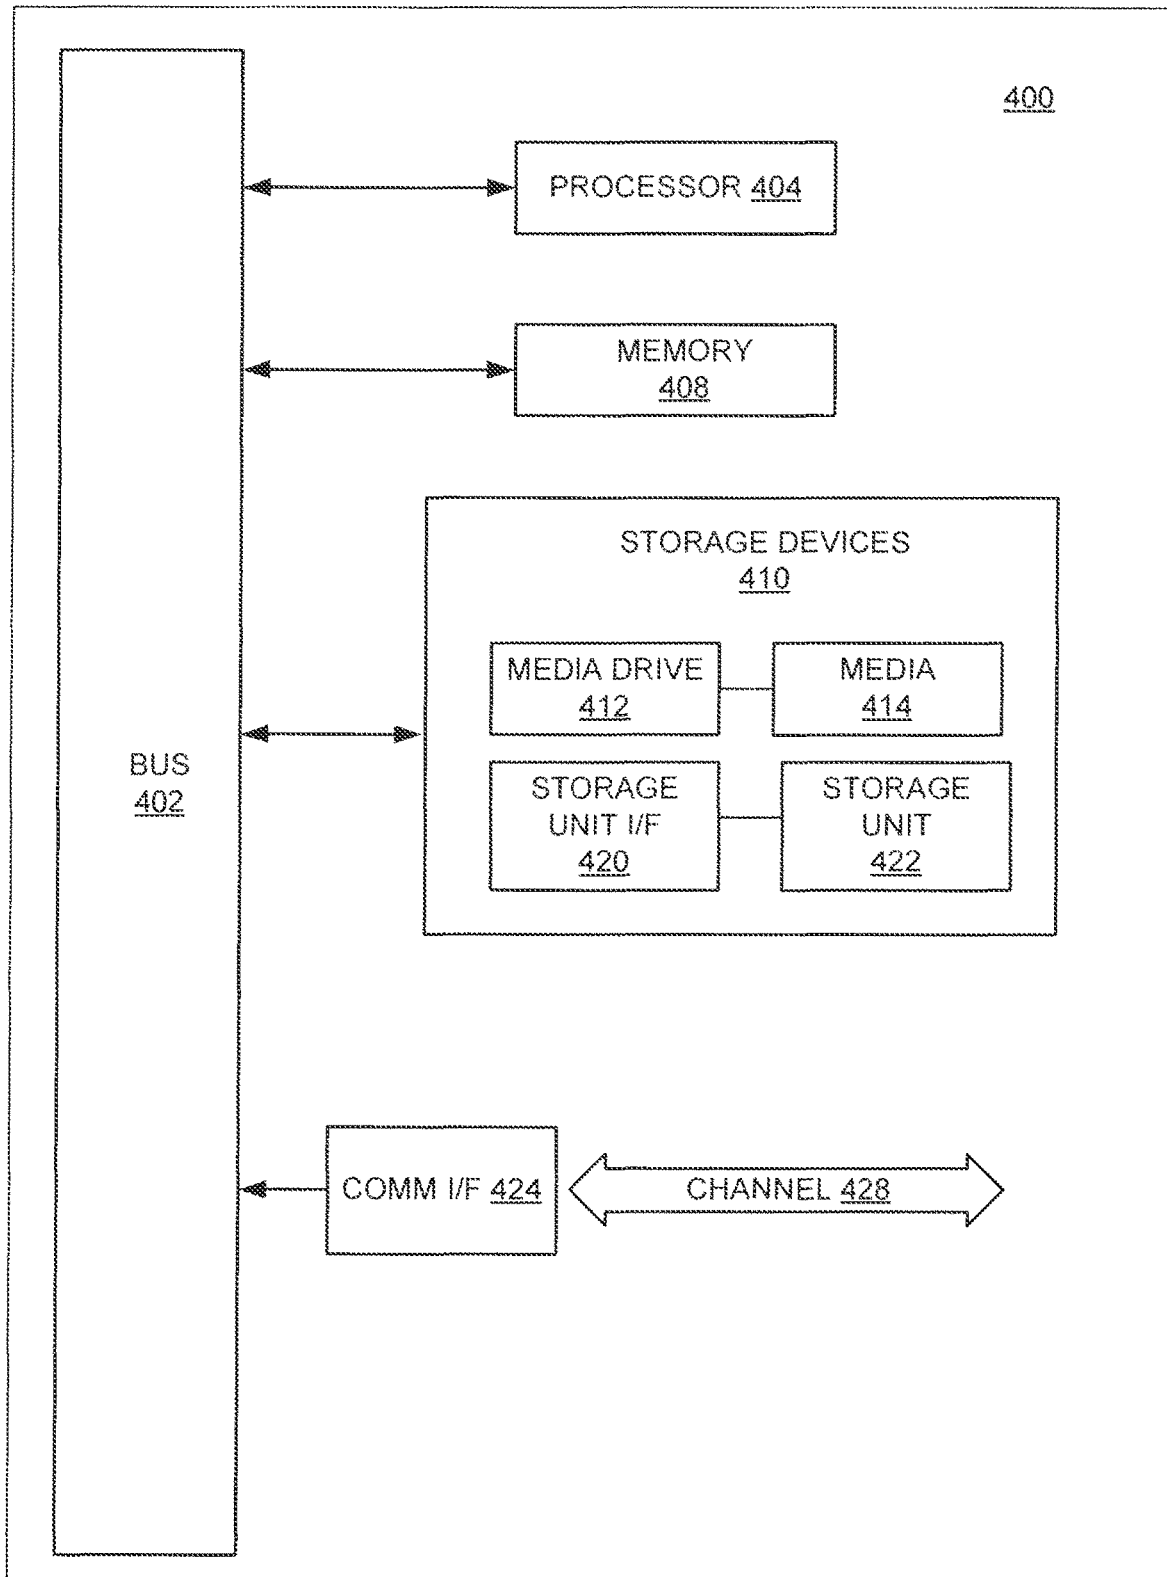 400
PROCESSOR 404
MEMORY
408
STORAGE DEVICES
410
MEDIA DRIVE
412
MEDIA
414
BUS
402
STORAGE
UNIT I/F
420
STORAGE
UNIT
422
COMM I/F 424
CHANNEL 428